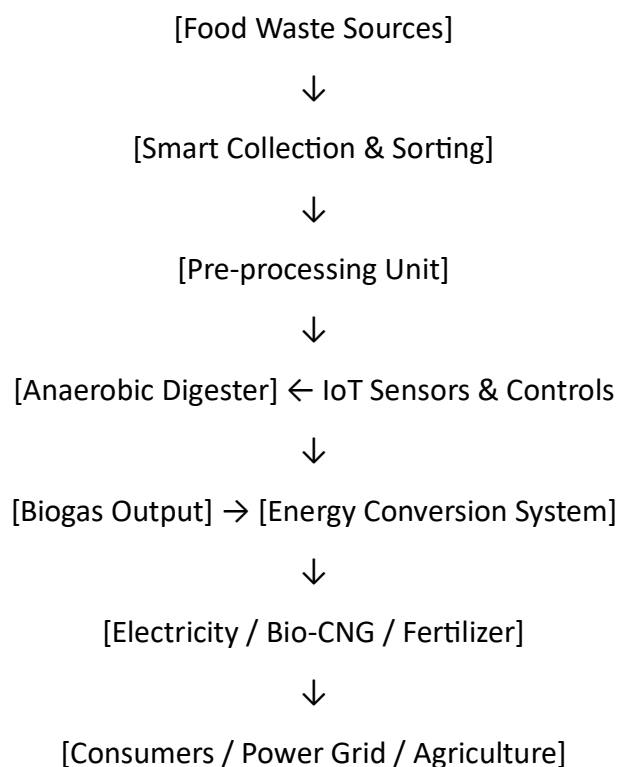 [Food Waste Sources]
↓
[Smart Collection & Sorting]
↓
[Pre-processing Unit]
↓
[Anaerobic Digester] ← IoT Sensors & Controls
↓
[Biogas Output] → [Energy Conversion System]
↓
[Electricity / Bio-CNG / Fertilizer]
↓
[Consumers / Power Grid / Agriculture]